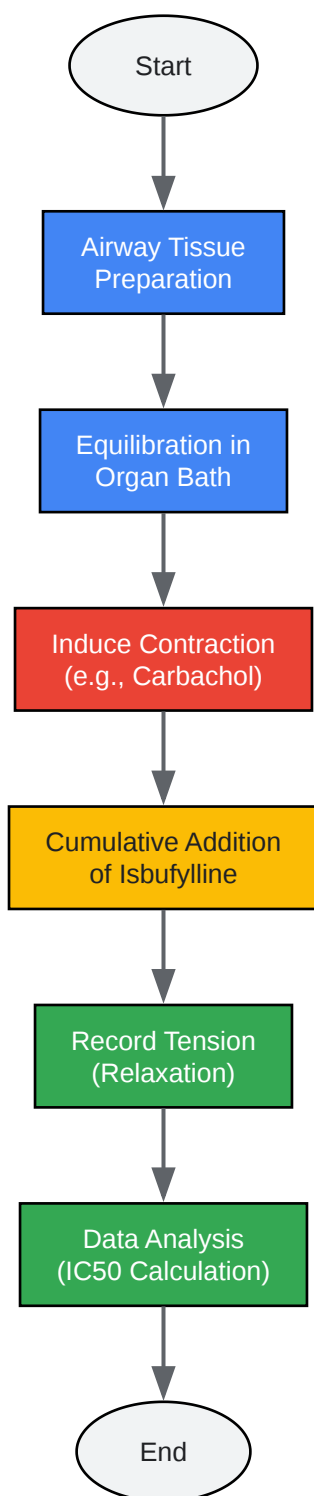 Start
Airway Tissue
Preparation
Equilibration in
Organ Bath
Induce Contraction
(e.g., Carbachol)
Cumulative Addition
of Isbufylline
Record Tension
(Relaxation)
Data Analysis
(IC50 Calculation)
End